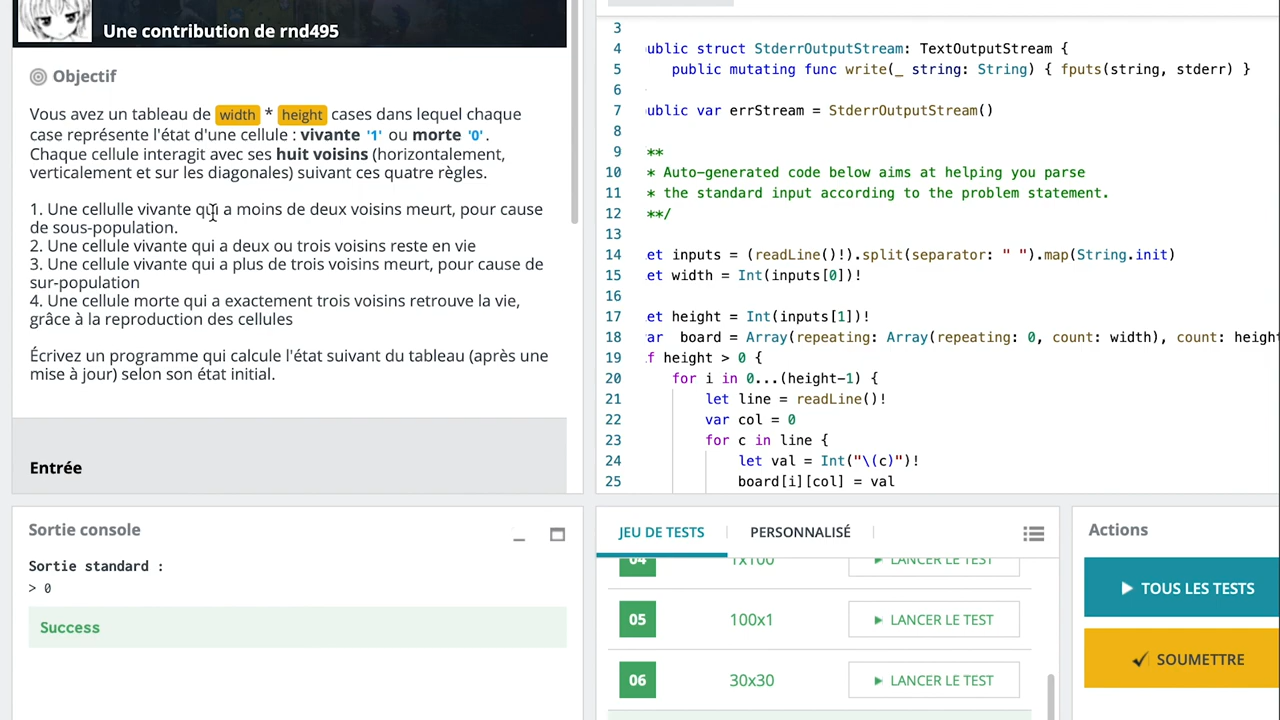 Une contribution de rnd495
Objectif
Vous avez un tableau de width * height cases dans lequel chaque
case représente l'état d'une cellule : vivante '1' ou morte '0'.
Chaque cellule interagit avec ses huit voisins (horizontalement,
verticalement et sur les diagonales) suivant ces quatre règles.
1. Une cellulle vivante qui a moins de deux voisins meurt, pour cause
de sous-population.
2. Une cellule vivante qui a deux ou trois voisins reste en vie
3. Une cellule vivante qui a plus de trois voisins meurt, pour cause de
sur-population
4. Une cellule morte qui a exactement trois voisins retrouve la vie,
grâce à la reproduction des cellules
Écrivez un programme qui calcule l'état suivant du tableau (après une
mise à jour) selon son état initial.
Entrée
3
4 ublic struct StderrOutputStream: TextOutputStream {
5 public mutating func write(_ string: String) { fputs(string, stderr) }
6
7 ublic var errStream = StderrOutputStream()
8
9 **
10 * Auto-generated code below aims at helping you parse
11 * the standard input according to the problem statement.
12 **/
13
14 et inputs = (readLine()!).split(separator: " ").map(String.init)
15 et width = Int(inputs[0])!
16
17 et height = Int(inputs[1])!
18 ar  board = Array(repeating: Array(repeating: 0, count: width), count: height
19 f height > 0 {
20 for i in 0...(height-1) {
21 let line = readLine()!
22 var col = 0
23 for c in line {
24 let val = Int("\(c)")!
25 board[i][col] = val
Sortie console
Sortie standard :
> 0
Success
JEU DE TESTS PERSONNALISÉ
04 1x100 LANCER LE TEST
05 100x1 LANCER LE TEST
06 30x30 LANCER LE TEST
Actions
TOUS LES TESTS
SOUMETTRE